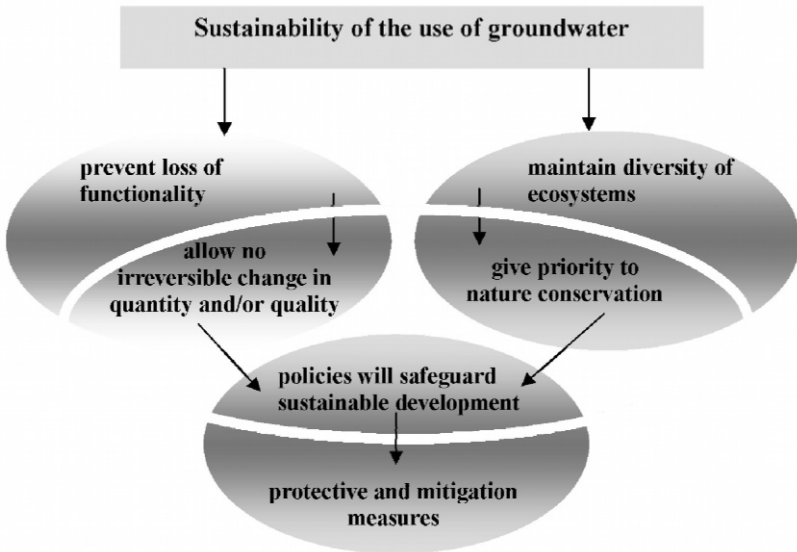 Sustainability of the use of groundwater
prevent loss of
functionality
allow no
irreversible change in
quantity and/or quality
maintain diversity of
ecosystems
give priority to
nature conservation
policies will safeguard
sustainable development
protective and mitigation
measures